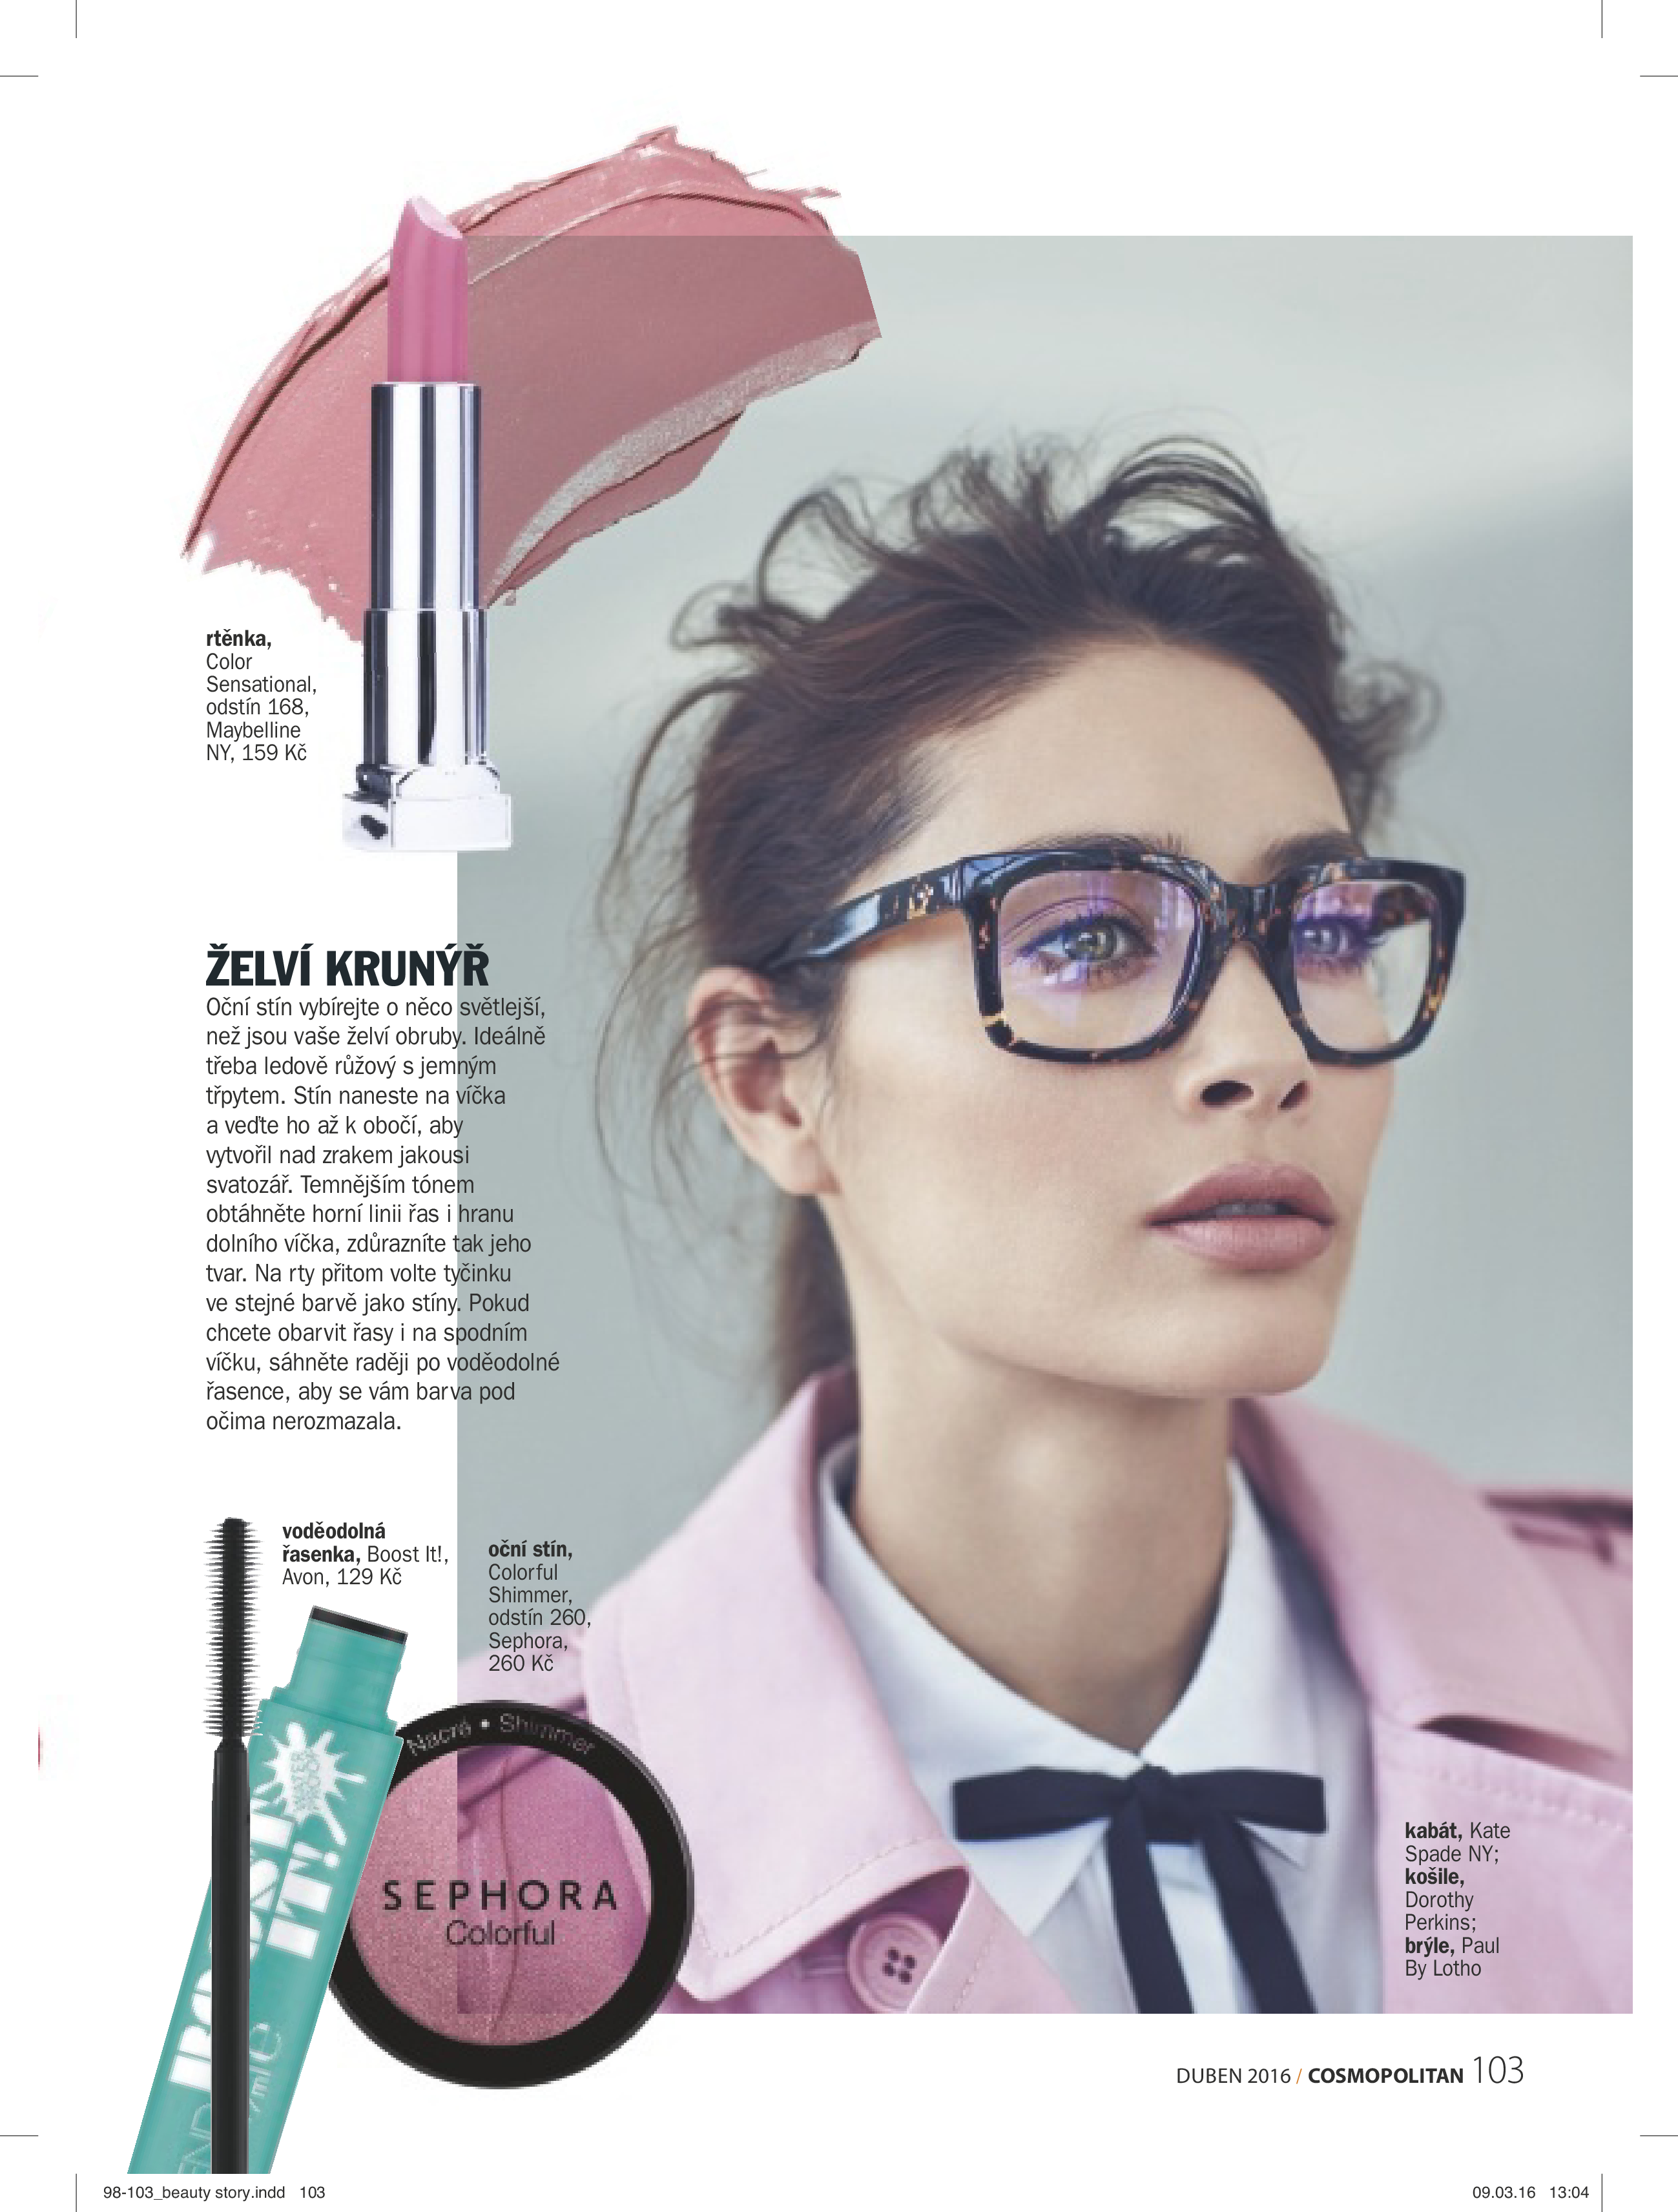 rtěnka,
Color
Sensational,
odstín 168,
Maybelline
NY, 159 Kč
ŽELVÍ KRUNÝŘ
Oční stín vybírejte o něco světlejší,
než jsou vaše želví obruby. Ideálně
třeba ledově růžový s jemným
třpytem. Stín naneste na víčka
a veďte ho až k obočí, aby
vytvořil nad zrakem jakousi
svatozář. Temnějším tónem
obtáhněte horní linii řas i hranu
dolního víčka, zdůrazníte tak jeho
tvar. Na rty přitom volte tyčinku
ve stejné barvě jako stíny. Pokud
chcete obarvit řasy i na spodním
víčku, sáhněte raději po voděodolné
řasence, aby se vám barva pod
očima nerozmazala.
voděodolná
řasenka, Boost It!,
Avon, 129 Kč
oční stín,
Colorful
Shimmer,
odstín 260,
Sephora,
260 Kč
Nacré • Shimmer
SEPHORA
Colorful
BOOST
IT!
kabát, Kate
Spade NY;
košile,
Dorothy
Perkins;
brýle, Paul
By Lotho
DUBEN 2016 / COSMOPOLITAN 103
98-103_beauty story.indd 103
09.03.16 13:04